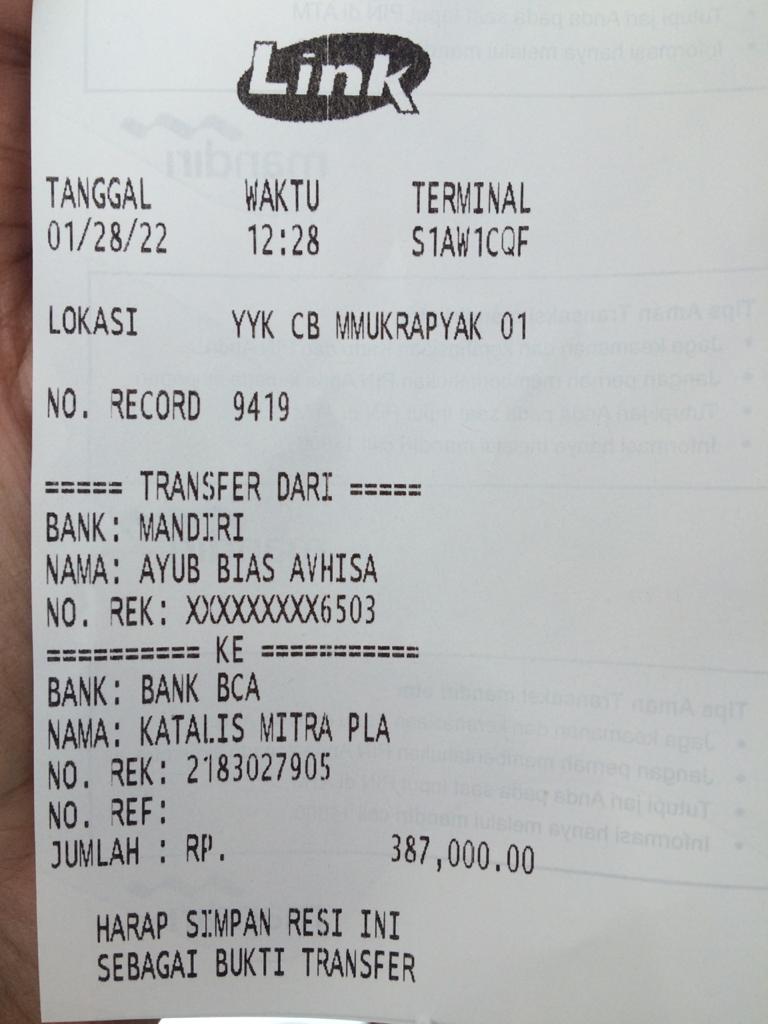 Link
TANGGAL WAKTU TERMINAL
01/28/22 12:28 S1AW1CQF
LOKASI YYK CB MMUKRAPYAK 01
NO. RECORD 9419
===== TRANSFER DARI =====
BANK: MANDIRI
NAMA: AYUB BIAS AVHISA
NO. REK: XXXXXXXXX6503
========== KE ===========
BANK: BANK BCA
NAMA: KATALIS MITRA PLA
NO. REK: 2183027905
NO. REF:
JUMLAH : RP. 387,000.00
HARAP SIMPAN RESI INI
SEBAGAI BUKTI TRANSFER